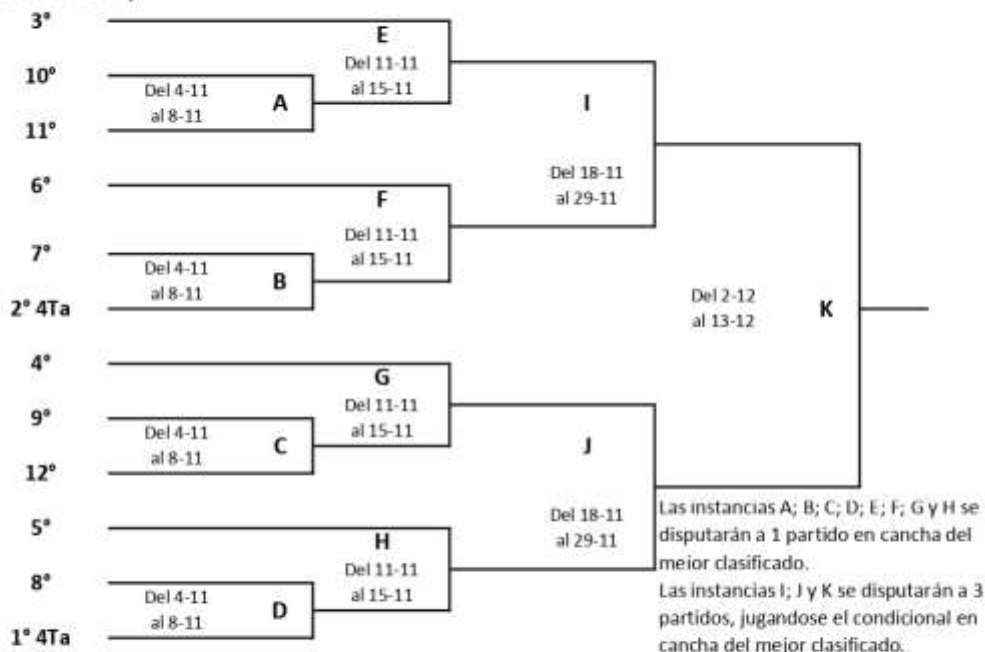 3°
E
Del 11-11
al 15-11
10°
Del 4-11
al 8-11
A
11°
I
Del 18-11
al 29-11
6°
F
Del 11-11
al 15-11
7°
Del 4-11
al 8-11
B
2° 4Ta
Del 2-12
al 13-12
K
4°
G
Del 11-11
al 15-11
9°
Del 4-11
al 8-11
C
12°
J
Del 18-11
al 29-11
5°
H
Del 11-11
al 15-11
8°
Del 4-11
al 8-11
D
1° 4Ta
Las instancias A; B; C; D; E; F; G y H se
disputarán a 1 partido en cancha del
mejor clasificado.
Las instancias I; J y K se disputarán a 3
partidos, jugandose el condicional en
cancha del mejor clasificado.